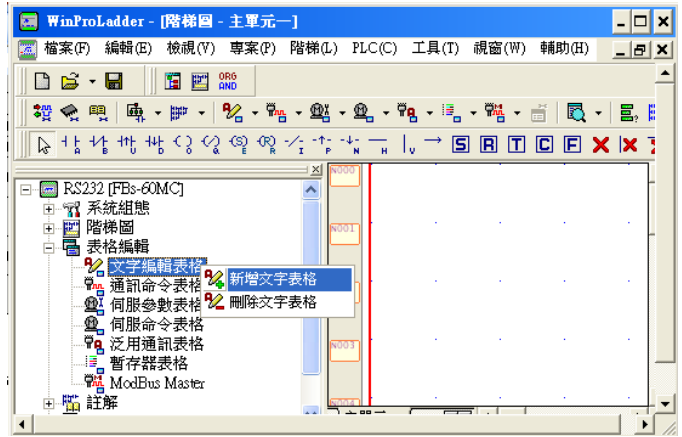 WinProLadder - [階梯圖 - 主單元一]
檔案(F) 編輯(E) 檢視(V) 專案(P) 階梯(L) PLC(C) 工具(T) 視窗(W) 輔助(H)
ORG
AND
A B U D Q E R I P N H V S R T C F
N000
RS232 [FBs-60MC]
系統組態
階梯圖
N001
表格編輯
文字編輯表格
新增文字表格
通訊命令表格
刪除文字表格
伺服參數表格
伺服命令表格
泛用通訊表格
N003
暫存器表格
ModBus Master
註解
N004